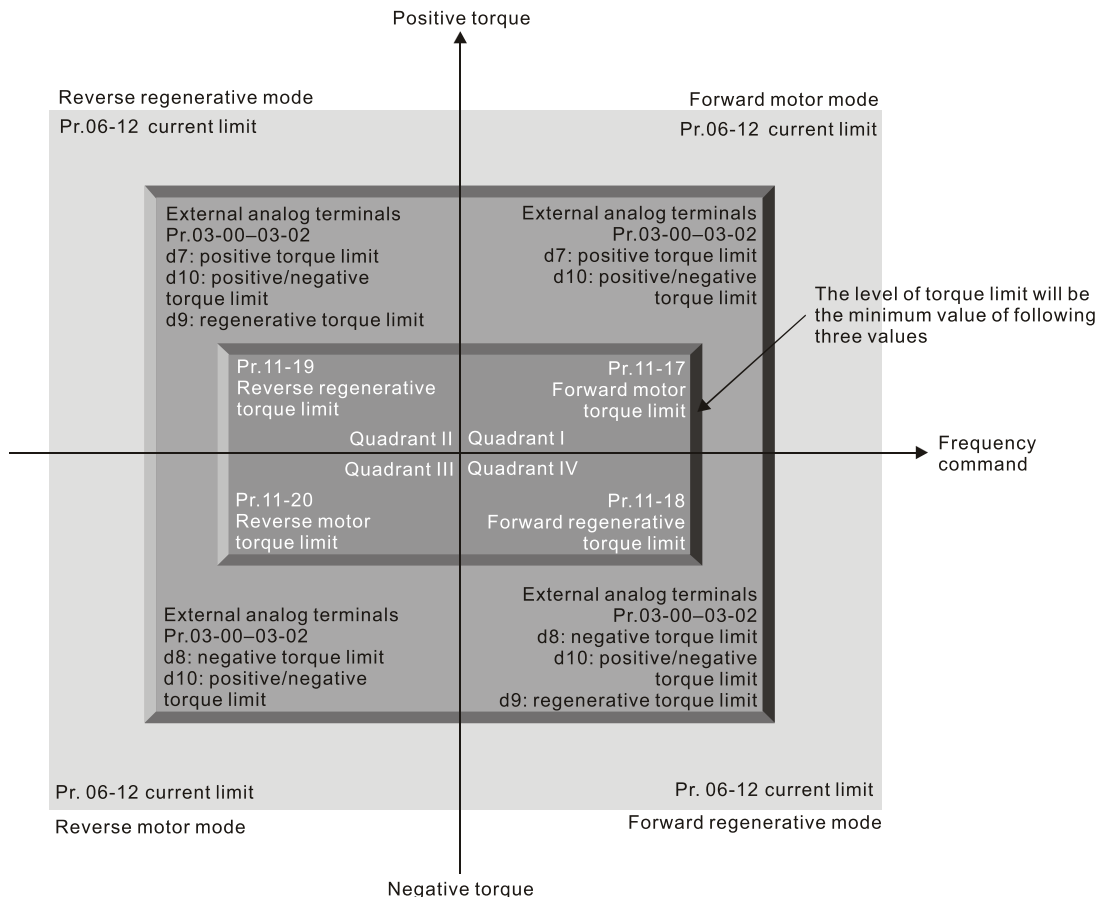 Positive torque
Reverse regenerative mode
Forward motor mode
Pr.06-12 current limit
Pr.06-12 current limit
External analog terminals
Pr.03-00–03-02
d7: positive torque limit
d10: positive/negative
torque limit
d9: regenerative torque limit
External analog terminals
Pr.03-00–03-02
d7: positive torque limit
d10: positive/negative
torque limit
The level of torque limit will be
the minimum value of following
three values
Pr.11-19
Reverse regenerative
torque limit
Pr.11-17
Forward motor
torque limit
Quadrant II
Quadrant I
Frequency
command
Quadrant III
Quadrant IV
Pr.11-20
Reverse motor
torque limit
Pr.11-18
Forward regenerative
torque limit
External analog terminals
Pr.03-00–03-02
d8: negative torque limit
d10: positive/negative
torque limit
External analog terminals
Pr.03-00–03-02
d8: negative torque limit
d10: positive/negative
torque limit
d9: regenerative torque limit
Pr. 06-12 current limit
Pr. 06-12 current limit
Reverse motor mode
Forward regenerative mode
Negative torque